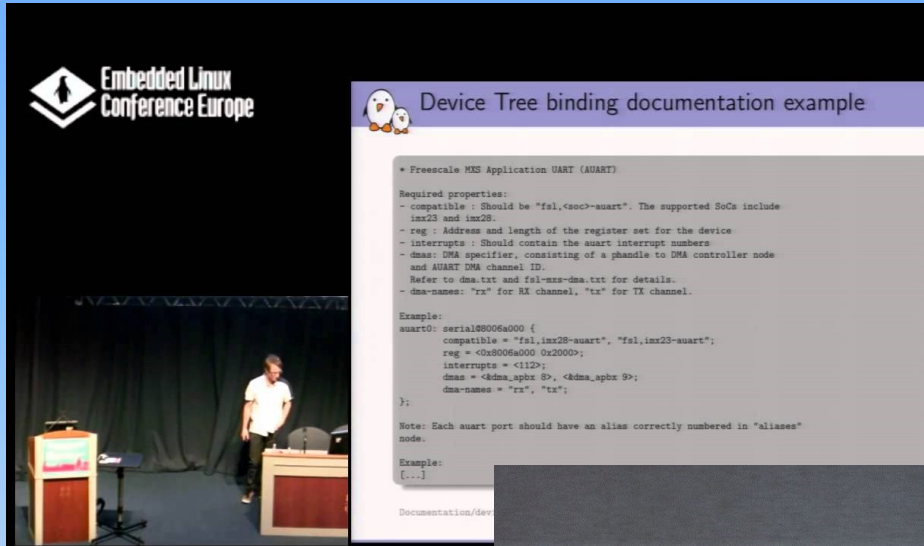 Embedded Linux
Conference Europe
Device Tree binding documentation example
* Freescale MXS Application UART (AUART)
Required properties:
- compatible : Should be "fsl,<soc>-auart". The supported SoCs include
imx23 and imx28.
- reg : Address and length of the register set for the device
- interrupts : Should contain the auart interrupt numbers
- dmas: DMA specifier, consisting of a phandle to DMA controller node
and AUART DMA channel ID.
Refer to dma.txt and fsl-mxs-dma.txt for details.
- dma-names: "rx" for RX channel, "tx" for TX channel.
Example:
auart0: serial@8006a000 {
compatible = "fsl,imx28-auart", "fsl,imx23-auart";
reg = <0x8006a000 0x2000>;
interrupts = <112>;
dmas = <&dma_apbx 8>, <&dma_apbx 9>;
dma-names = "rx", "tx";
};
Note: Each auart port should have an alias correctly numbered in "aliases"
node.
Example:
[...]
Documentation/devi